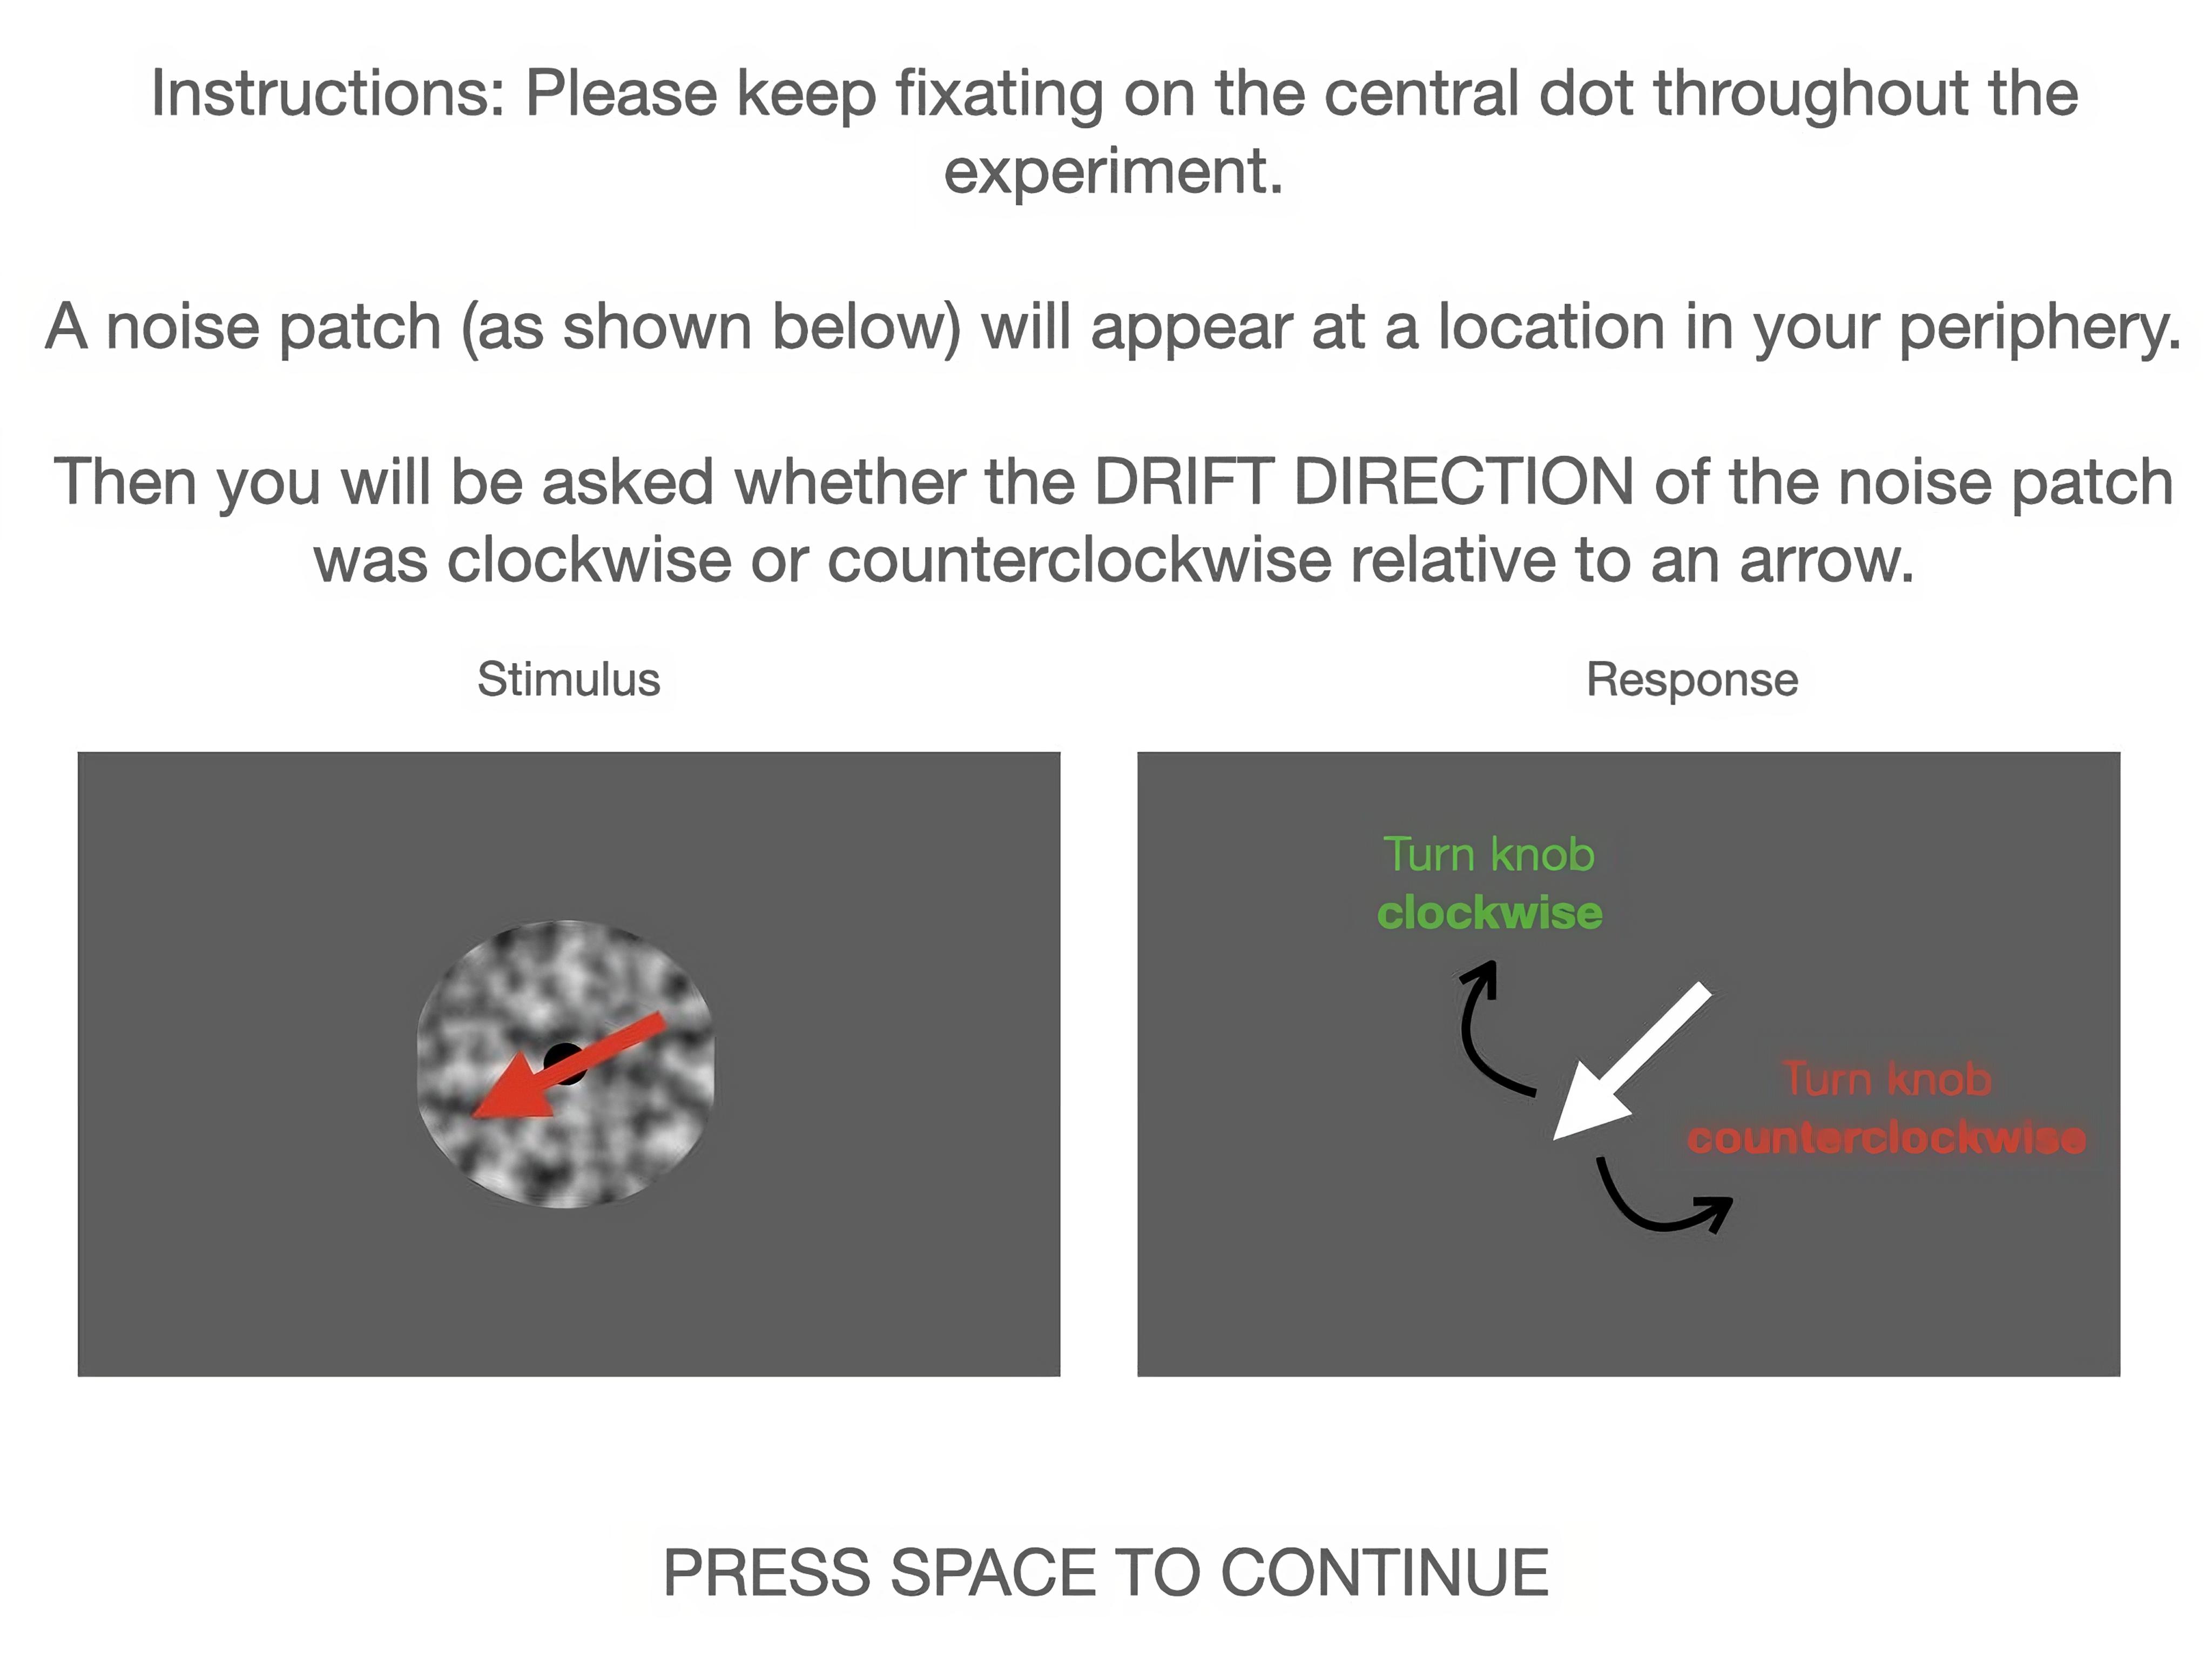 Instructions: Please keep fixating on the central dot throughout the
experiment.
A noise patch (as shown below) will appear at a location in your periphery.
Then you will be asked whether the DRIFT DIRECTION of the noise patch
was clockwise or counterclockwise relative to an arrow.
Stimulus
Response
Turn knob
clockwise
Turn knob
counterclockwise
PRESS SPACE TO CONTINUE